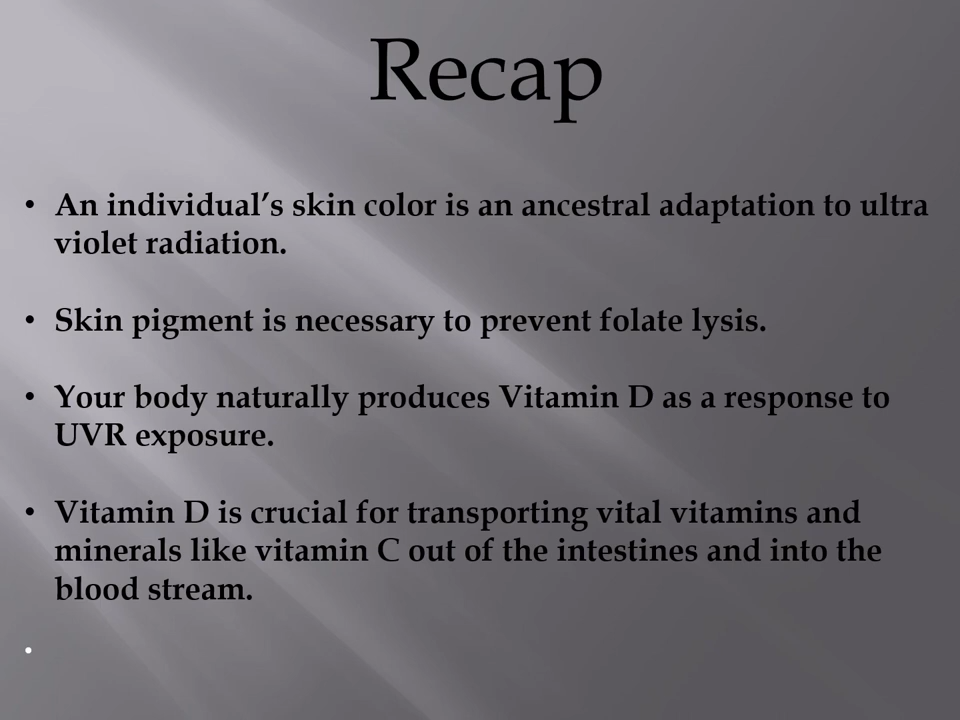 Recap
• An individual’s skin color is an ancestral adaptation to ultra
violet radiation.
• Skin pigment is necessary to prevent folate lysis.
• Your body naturally produces Vitamin D as a response to
UVR exposure.
• Vitamin D is crucial for transporting vital vitamins and
minerals like vitamin C out of the intestines and into the
blood stream.
•